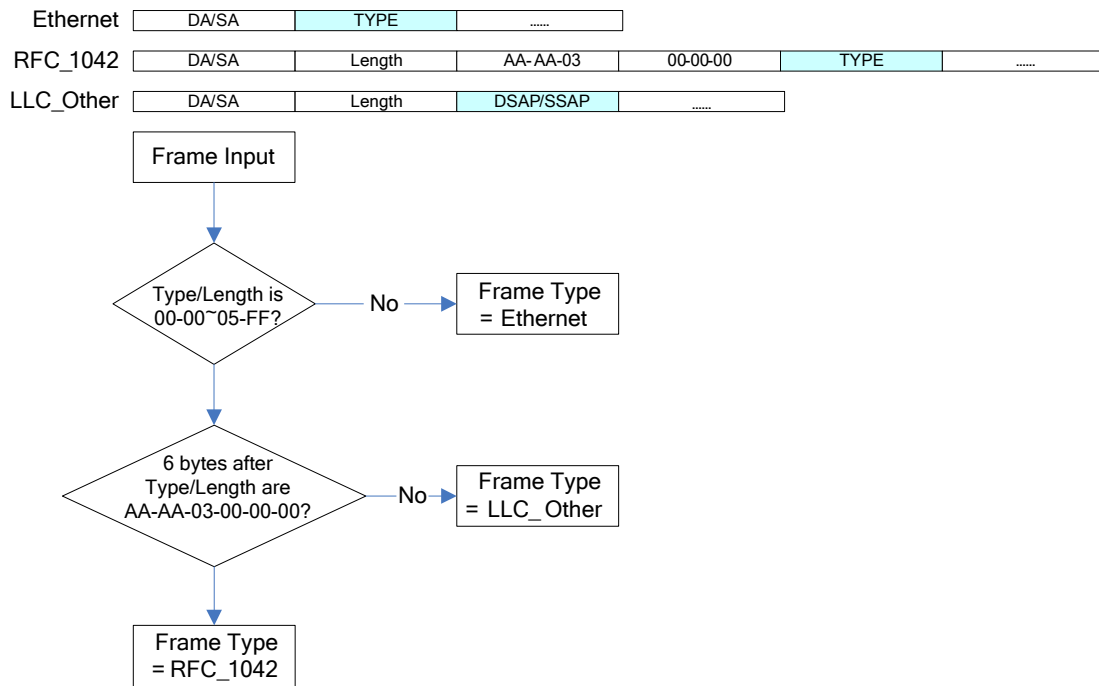 Ethernet DA/SA TYPE ......
RFC_1042 DA/SA Length AA-AA-03 00-00-00 TYPE ......
LLC_Other DA/SA Length DSAP/SSAP ......
Frame Input
Type/Length is
00-00~05-FF?
No
Frame Type
= Ethernet
6 bytes after
Type/Length are
AA-AA-03-00-00-00?
No
Frame Type
= LLC_ Other
Frame Type
= RFC_1042